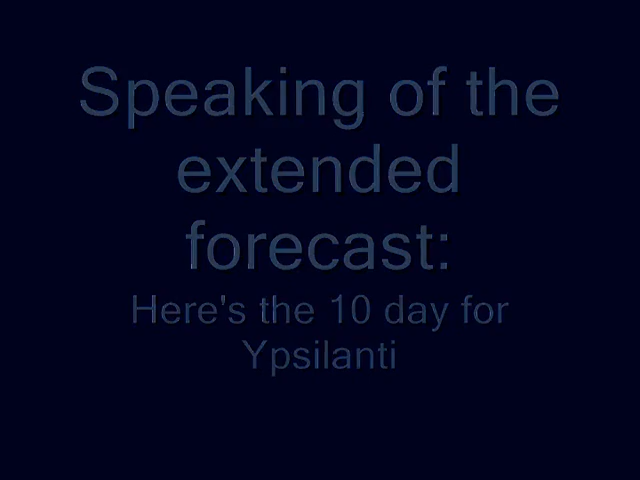 Speaking of the
extended
forecast:
Here's the 10 day for
Ypsilanti